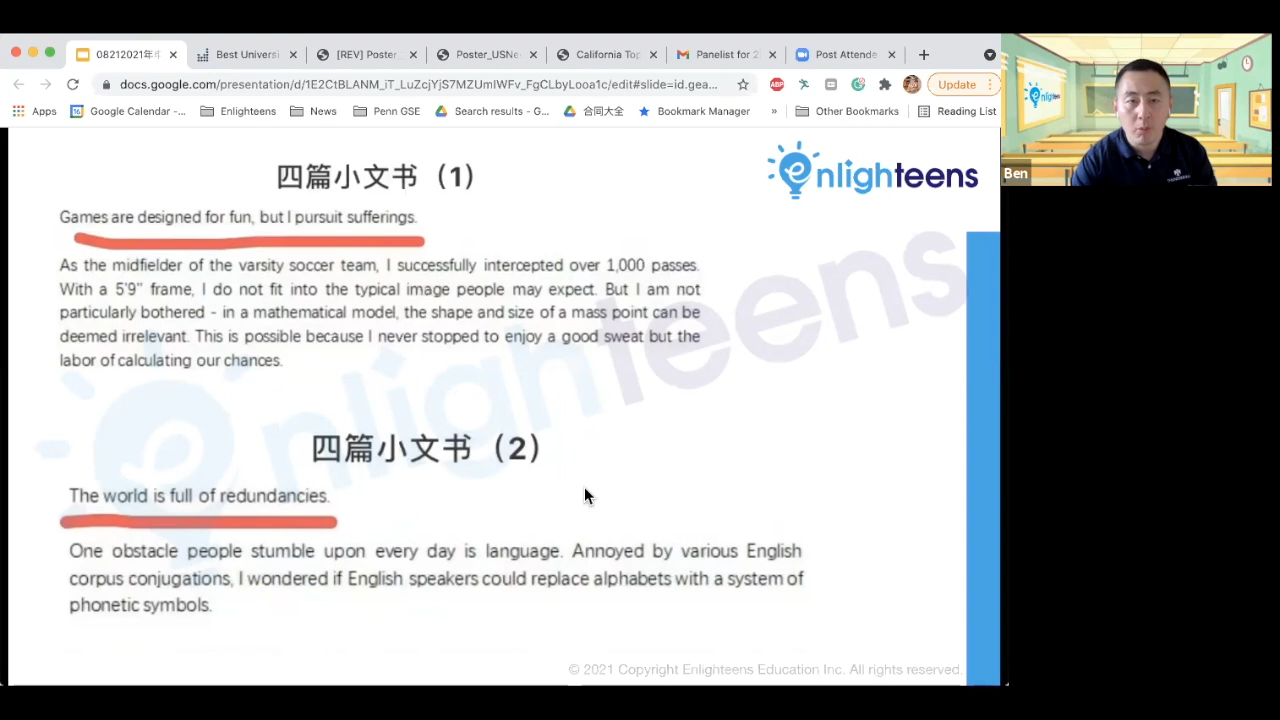 08212021年
Best Universi
[REV] Poster
Poster_USNe
California Top
Panelist for 2
Post Attende
docs.google.com/presentation/d/1E2CtBLANM_iT_LuZqYjS7MZUmIWFv_FgCLbyLooa1c/edit#slide=id.gea...
ABP
Update
Apps
Google Calendar -...
Enlighteens
News
Penn GSE
Search results - G...
合同大全
Bookmark Manager
»
Other Bookmarks
Reading List
Ben
enlighteens
四篇小文书（1）
Games are designed for fun, but I pursuit sufferings.
As the midfielder of the varsity soccer team, I successfully intercepted over 1,000 passes.
With a 5'9" frame, I do not fit into the typical image people may expect. But I am not
particularly bothered - in a mathematical model, the shape and size of a mass point can be
deemed irrelevant. This is possible because I never stopped to enjoy a good sweat but the
labor of calculating our chances.
enlighteens
四篇小文书（2）
The world is full of redundancies.
One obstacle people stumble upon every day is language. Annoyed by various English
corpus conjugations, I wondered if English speakers could replace alphabets with a system of
phonetic symbols.
© 2021 Copyright Enlighteens Education Inc. All rights reserved.